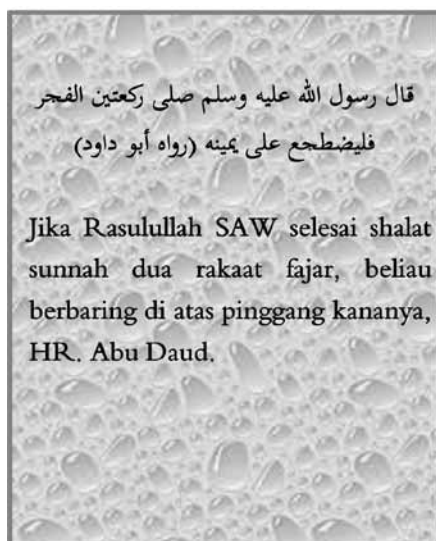 قال رسول الله عليه وسلم صلى ركعتين الفجر
فليضطجع على يمينه (رواه أبو داود)
Jika Rasulullah SAW selesai shalat
sunnah dua rakaat fajar, beliau
berbaring di atas pinggang kananya,
HR. Abu Daud.